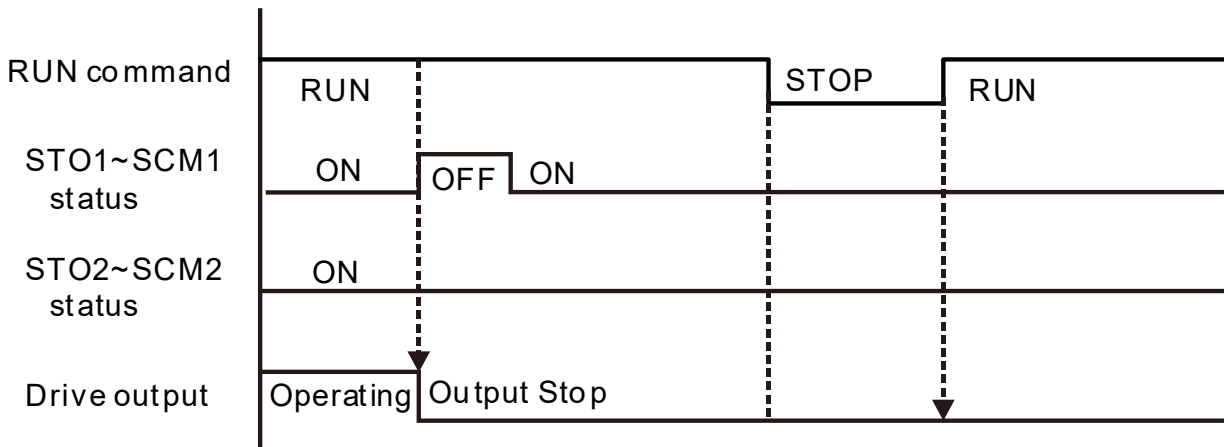 RUN command
RUN
STOP
RUN
STO1~SCM1
status
ON
OFF
ON
STO2~SCM2
status
ON
Drive output
Operating
Output Stop